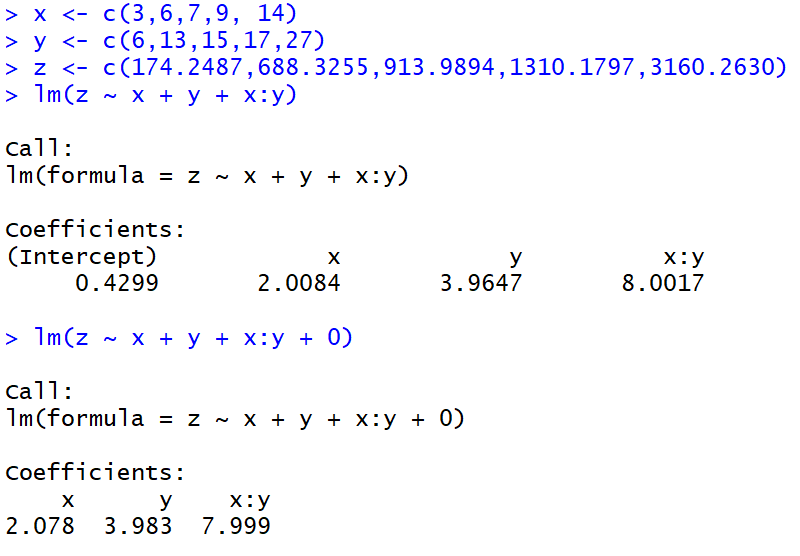 > x <- c(3,6,7,9, 14)
> y <- c(6,13,15,17,27)
> z <- c(174.2487,688.3255,913.9894,1310.1797,3160.2630)
> lm(z ~ x + y + x:y)
Call:
lm(formula = z ~ x + y + x:y)
Coefficients:
(Intercept) x y x:y
0.4299 2.0084 3.9647 8.0017
> lm(z ~ x + y + x:y + 0)
Call:
lm(formula = z ~ x + y + x:y + 0)
Coefficients:
x y x:y
2.078 3.983 7.999